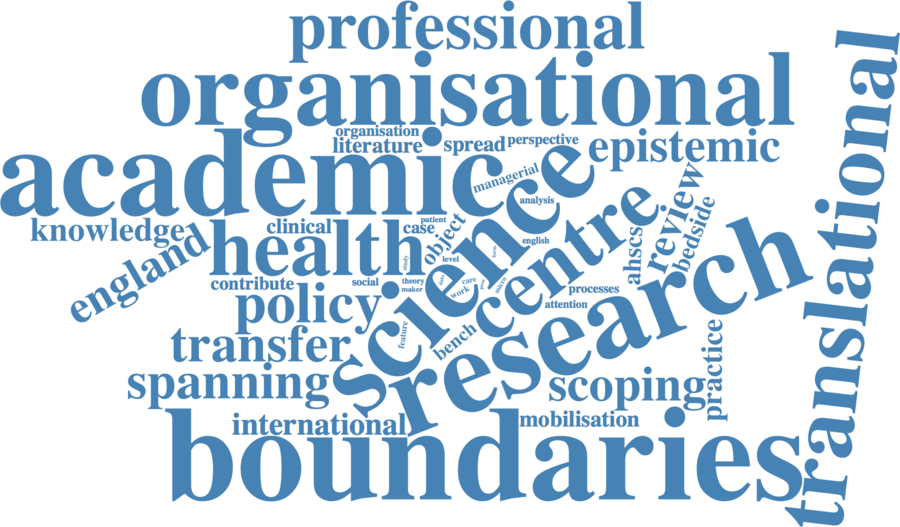 professional
organisational
translational
organisation
literature
spread
perspective
epistemic
academic
managerial
science
analysis
review
bedside
knowledge
england
clinical
case
patient
object
english
centre
ahscs
health
level
form
study
contribute
social
theory
maker
data
care
work
micro
processes
attention
policy
research
transfer
feature
bench
practice
spanning
scoping
international
mobilisation
boundaries